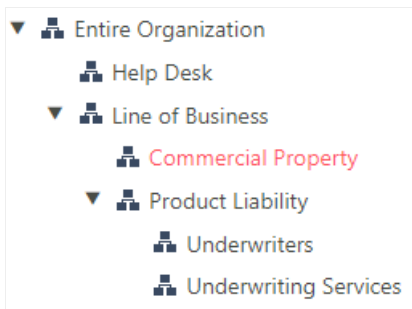 Entire Organization
Help Desk
Line of Business
Commercial Property
Product Liability
Underwriters
Underwriting Services